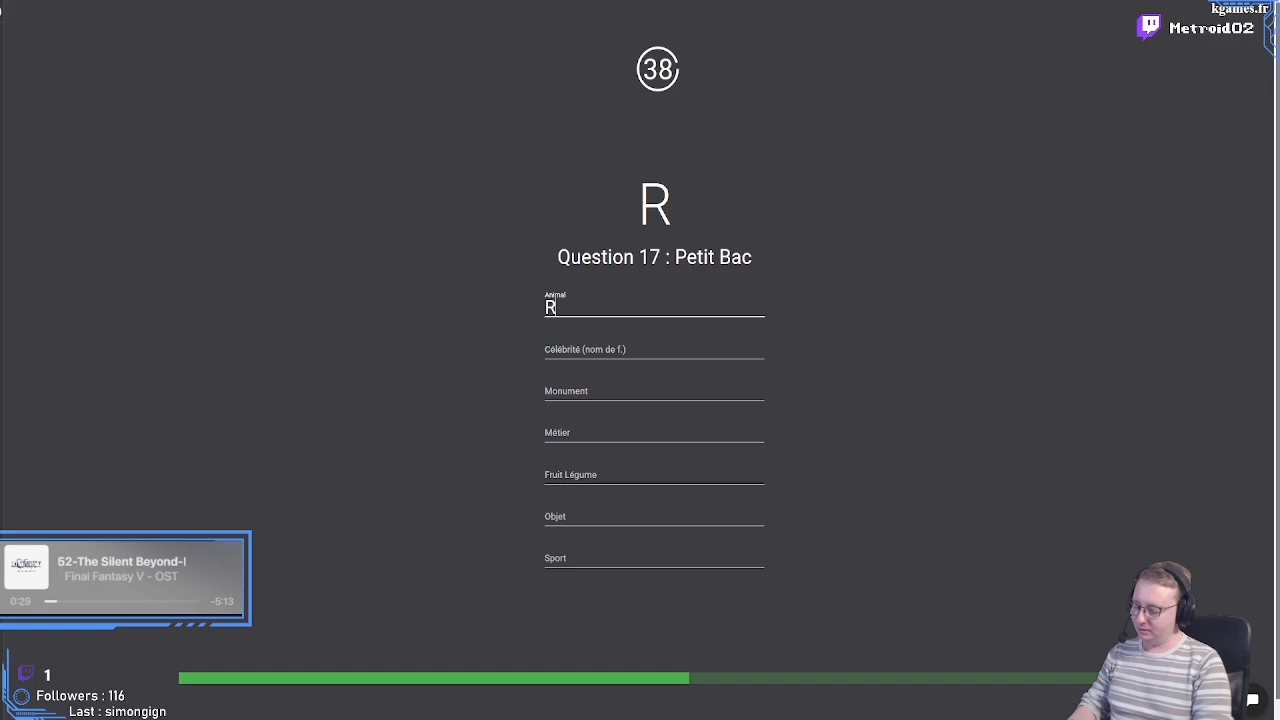 kgames.fr
Metroid02
38
R
Question 17 : Petit Bac
Animal
R
Célébrité (nom de f.)
Monument
Métier
Fruit Légume
Objet
Sport
52-The Silent Beyond-I
Final Fantasy V - OST
0:29
-5:13
1
Followers : 116
Last : simongign